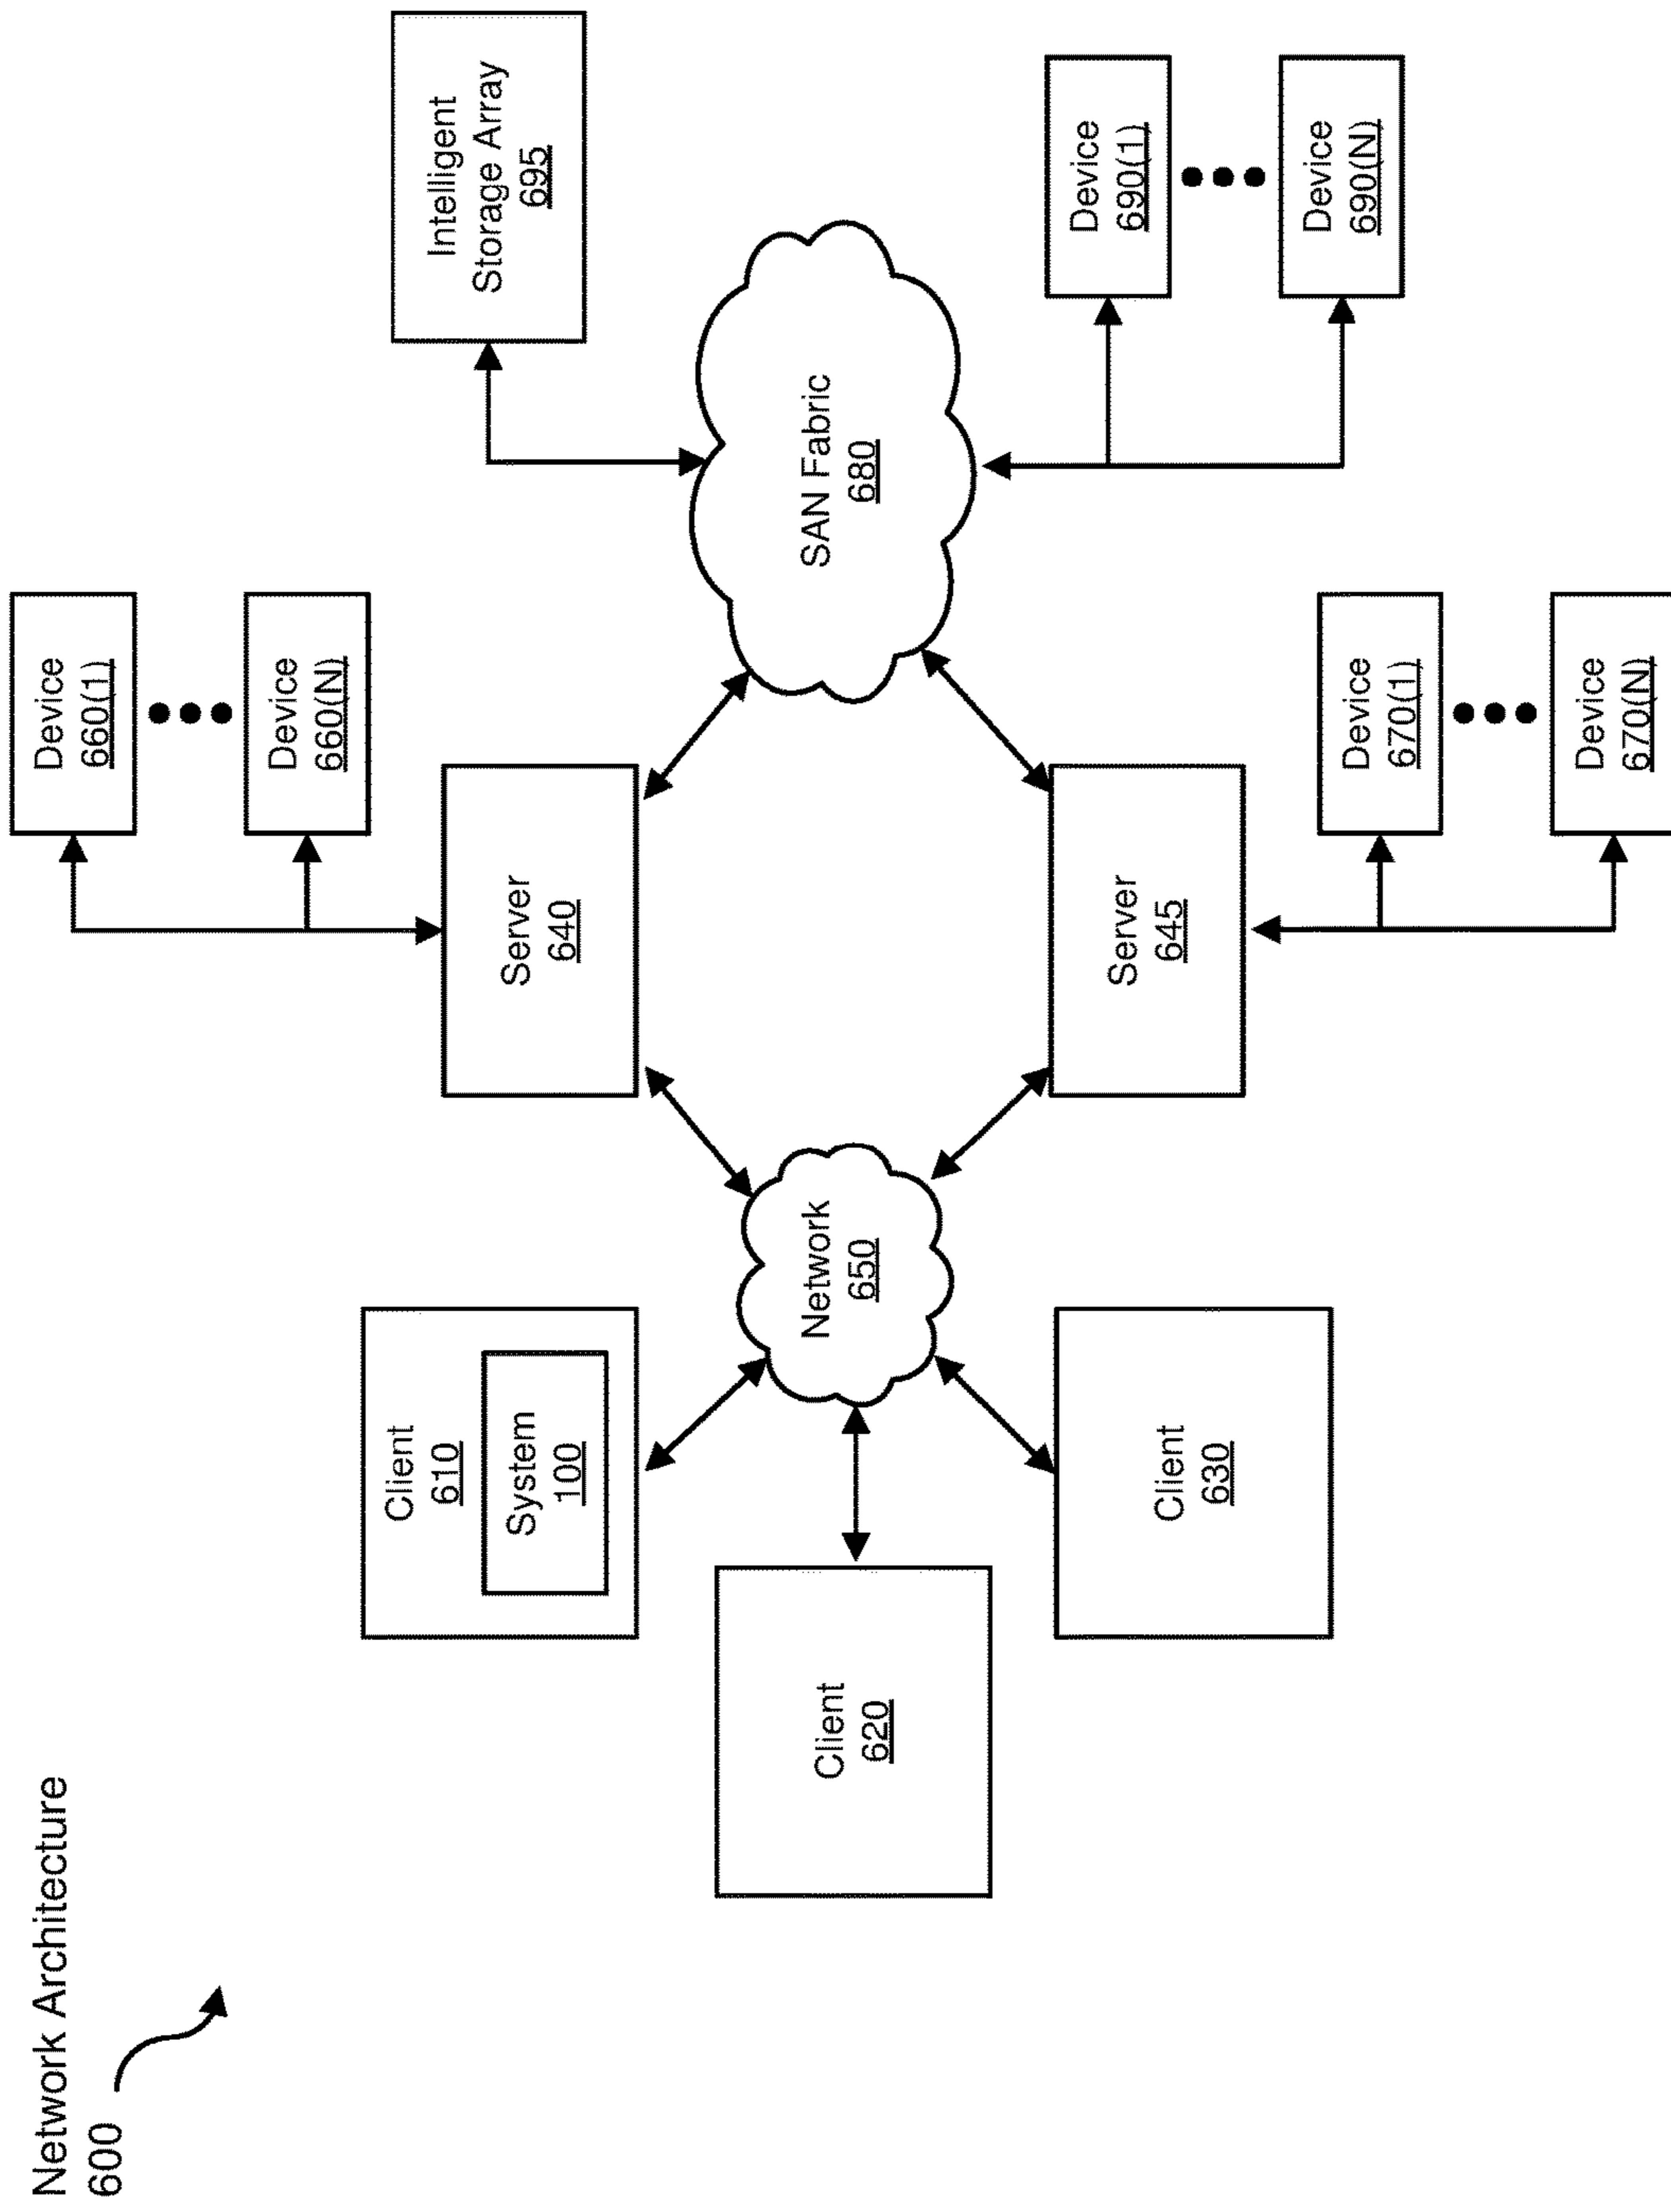 Network Architecture
600
Client
610
System
100
Client
620
Client
630
Network
650
Server
640
Server
645
Device
660(1)
Device
660(N)
Device
670(1)
Device
670(N)
SAN Fabric
680
Intelligent
Storage Array
695
Device
690(1)
Device
690(N)